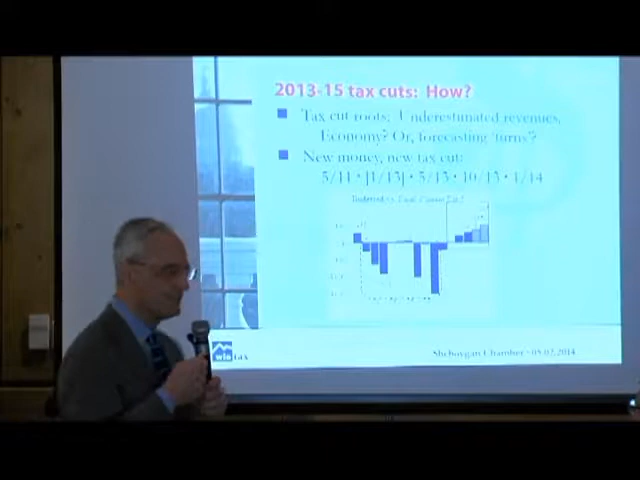 2013-15 tax cuts: How?
Tax cut roots: Underestimated revenues.
Economy? Or, forecasting 'turns'?
New money, new tax cut:
5/11 • [1/13] • 5/13 • 10/13 • 1/14
wistax
Sheboygan Chamber • 05.02.2014